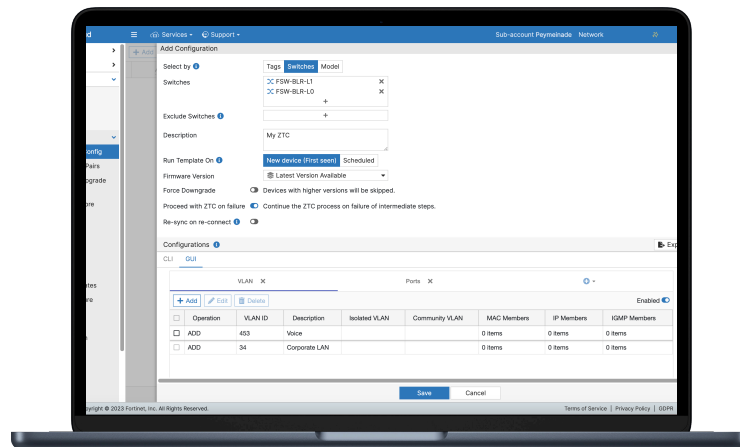 Services
Support
Sub-account Peymeinade Network
+ Add
Add Configuration
Select by
Tags Switches Model
Switches
FSW-BLR-L1
FSW-BLR-L0
+
Exclude Switches
+
Description
My ZTC
Run Template On
New device (First seen) Scheduled
Firmware Version
Latest Version Available
Force Downgrade
Devices with higher versions will be skipped.
Proceed with ZTC on failure
Continue the ZTC process on failure of intermediate steps.
Re-sync on re-connect
Configurations
Exp
CLI GUI
VLAN
Ports
+ Add Edit Delete
Enabled
Operation VLAN ID Description Isolated VLAN Community VLAN MAC Members IP Members IGMP Members
ADD 453 Voice 0 items 0 items 0 items
ADD 34 Corporate LAN 0 items 0 items 0 items
Save Cancel
d
onfig
Pairs
pgrade
ore
ates
re
pyright © 2023 Fortinet, Inc. All Rights Reserved.
Terms of Service | Privacy Policy | GDPR